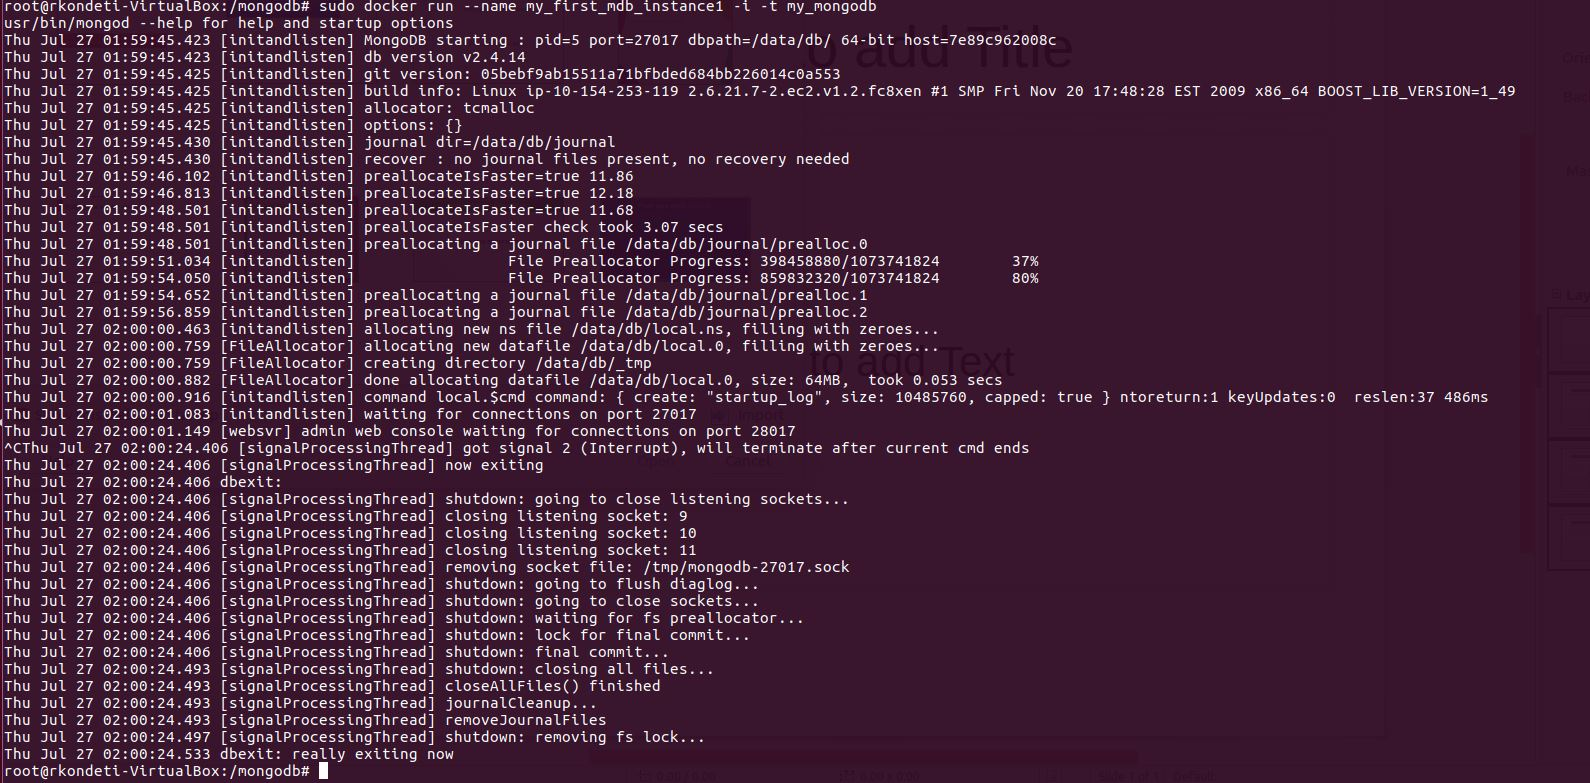 root@rkondeti-VirtualBox:/mongodb# sudo docker run --name my_first_mdb_instance1 -i -t my_mongodb
usr/bin/mongod --help for help and startup options
Thu Jul 27 01:59:45.423 [initandlisten] MongoDB starting : pid=5 port=27017 dbpath=/data/db/ 64-bit host=7e89c962008c
Thu Jul 27 01:59:45.423 [initandlisten] db version v2.4.14
Thu Jul 27 01:59:45.425 [initandlisten] git version: 05bebf9ab15511a71bfbded684bb226014c0a553
Thu Jul 27 01:59:45.425 [initandlisten] build info: Linux ip-10-154-253-119 2.6.21.7-2.ec2.v1.2.fc8xen #1 SMP Fri Nov 20 17:48:28 EST 2009 x86_64 BOOST_LIB_VERSION=1_49
Thu Jul 27 01:59:45.425 [initandlisten] allocator: tcmalloc
Thu Jul 27 01:59:45.425 [initandlisten] options: {}
Thu Jul 27 01:59:45.430 [initandlisten] journal dir=/data/db/journal
Thu Jul 27 01:59:45.430 [initandlisten] recover : no journal files present, no recovery needed
Thu Jul 27 01:59:46.102 [initandlisten] preallocateIsFaster=true 11.86
Thu Jul 27 01:59:46.813 [initandlisten] preallocateIsFaster=true 12.18
Thu Jul 27 01:59:48.501 [initandlisten] preallocateIsFaster=true 11.68
Thu Jul 27 01:59:48.501 [initandlisten] preallocateIsFaster check took 3.07 secs
Thu Jul 27 01:59:48.501 [initandlisten] preallocating a journal file /data/db/journal/prealloc.0
Thu Jul 27 01:59:51.034 [initandlisten] File Preallocator Progress: 398458880/1073741824 37%
Thu Jul 27 01:59:54.050 [initandlisten] File Preallocator Progress: 859832320/1073741824 80%
Thu Jul 27 01:59:54.652 [initandlisten] preallocating a journal file /data/db/journal/prealloc.1
Thu Jul 27 01:59:56.859 [initandlisten] preallocating a journal file /data/db/journal/prealloc.2
Thu Jul 27 02:00:00.463 [initandlisten] allocating new ns file /data/db/local.ns, filling with zeroes...
Thu Jul 27 02:00:00.759 [FileAllocator] allocating new datafile /data/db/local.0, filling with zeroes...
Thu Jul 27 02:00:00.759 [FileAllocator] creating directory /data/db/_tmp
Thu Jul 27 02:00:00.882 [FileAllocator] done allocating datafile /data/db/local.0, size: 64MB,  took 0.053 secs
Thu Jul 27 02:00:00.916 [initandlisten] command local.$cmd command: { create: "startup_log", size: 10485760, capped: true } ntoreturn:1 keyUpdates:0  reslen:37 486ms
Thu Jul 27 02:00:01.083 [initandlisten] waiting for connections on port 27017
Thu Jul 27 02:00:01.149 [websvr] admin web console waiting for connections on port 28017
^CThu Jul 27 02:00:24.406 [signalProcessingThread] got signal 2 (Interrupt), will terminate after current cmd ends
Thu Jul 27 02:00:24.406 [signalProcessingThread] now exiting
Thu Jul 27 02:00:24.406 dbexit:
Thu Jul 27 02:00:24.406 [signalProcessingThread] shutdown: going to close listening sockets...
Thu Jul 27 02:00:24.406 [signalProcessingThread] closing listening socket: 9
Thu Jul 27 02:00:24.406 [signalProcessingThread] closing listening socket: 10
Thu Jul 27 02:00:24.406 [signalProcessingThread] closing listening socket: 11
Thu Jul 27 02:00:24.406 [signalProcessingThread] removing socket file: /tmp/mongodb-27017.sock
Thu Jul 27 02:00:24.406 [signalProcessingThread] shutdown: going to flush diaglog...
Thu Jul 27 02:00:24.406 [signalProcessingThread] shutdown: going to close sockets...
Thu Jul 27 02:00:24.406 [signalProcessingThread] shutdown: waiting for fs preallocator...
Thu Jul 27 02:00:24.406 [signalProcessingThread] shutdown: lock for final commit...
Thu Jul 27 02:00:24.406 [signalProcessingThread] shutdown: final commit...
Thu Jul 27 02:00:24.493 [signalProcessingThread] shutdown: closing all files...
Thu Jul 27 02:00:24.493 [signalProcessingThread] closeAllFiles() finished
Thu Jul 27 02:00:24.493 [signalProcessingThread] journalCleanup...
Thu Jul 27 02:00:24.493 [signalProcessingThread] removeJournalFiles
Thu Jul 27 02:00:24.497 [signalProcessingThread] shutdown: removing fs lock...
Thu Jul 27 02:00:24.533 dbexit: really exiting now
root@rkondeti-VirtualBox:/mongodb#
o add Title
to add Text
Import
Cancel
0.00 / 0.00
0.00 x 0.00
Slide 1 of 1
Default